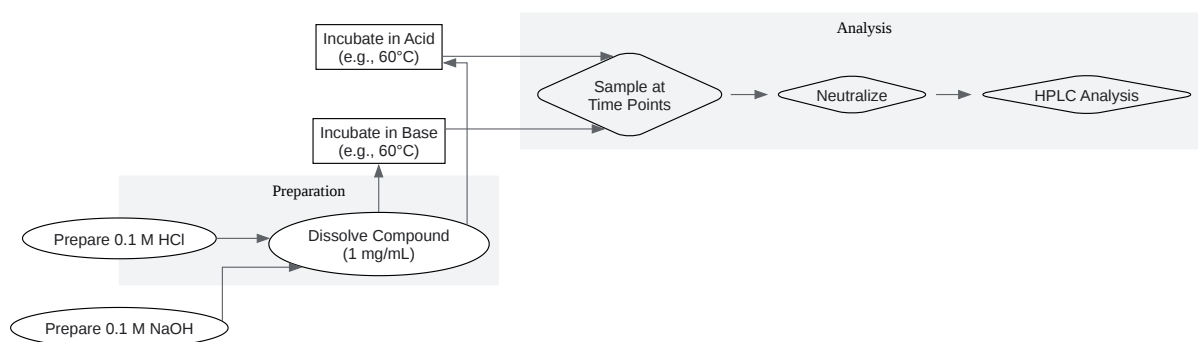 Analysis
Incubate in Acid
(e.g., 60°C)
Sample at
Time Points
Neutralize
HPLC Analysis
Incubate in Base
(e.g., 60°C)
Preparation
Prepare 0.1 M HCl
Dissolve Compound
(1 mg/mL)
Prepare 0.1 M NaOH